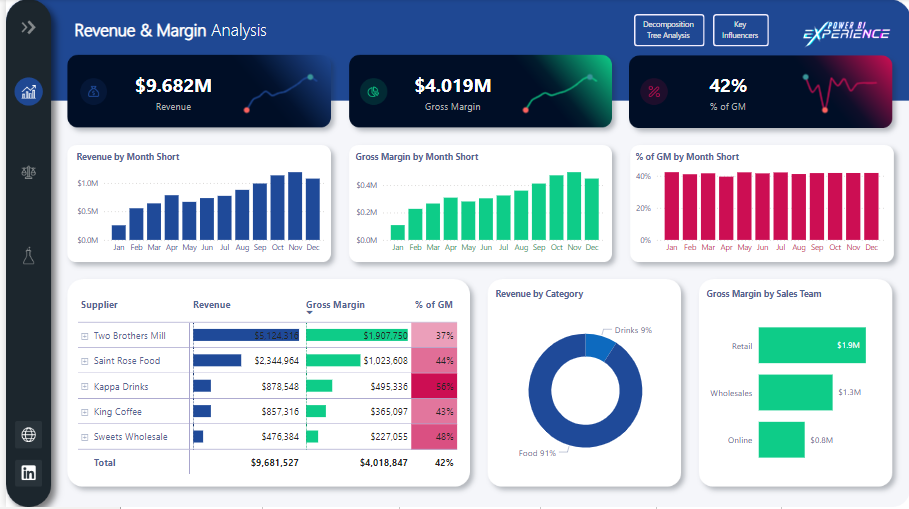 Revenue & Margin Analysis
Decomposition
Tree Analysis
Key
Influencers
POWER BI
EXPERIENCE
$9.682M
Revenue
$4.019M
Gross Margin
42%
% of GM
Revenue by Month Short
$1.0M
$0.5M
$0.0M
Jan Feb Mar Apr May Jun Jul Aug Sep Oct Nov Dec
Gross Margin by Month Short
$0.4M
$0.2M
$0.0M
Jan Feb Mar Apr May Jun Jul Aug Sep Oct Nov Dec
% of GM by Month Short
40%
20%
0%
Jan Feb Mar Apr May Jun Jul Aug Sep Oct Nov Dec
Supplier Revenue Gross Margin % of GM
Two Brothers Mill $5,124,316 $1,907,750 37%
Saint Rose Food $2,344,964 $1,023,608 44%
Kappa Drinks $878,548 $495,336 56%
King Coffee $857,316 $365,097 43%
Sweets Wholesale $476,384 $227,055 48%
Total $9,681,527 $4,018,847 42%
Revenue by Category
Drinks 9%
Food 91%
Gross Margin by Sales Team
Retail $1.9M
Wholesales $1.3M
Online $0.8M
in